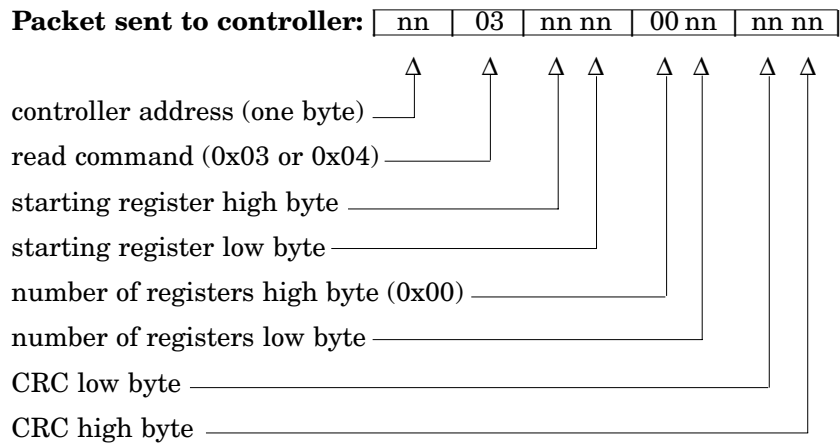 Packet sent to controller: nn 03 nn nn 00 nn nn nn
controller address (one byte)
read command (0x03 or 0x04)
starting register high byte
starting register low byte
number of registers high byte (0x00)
number of registers low byte
CRC low byte
CRC high byte